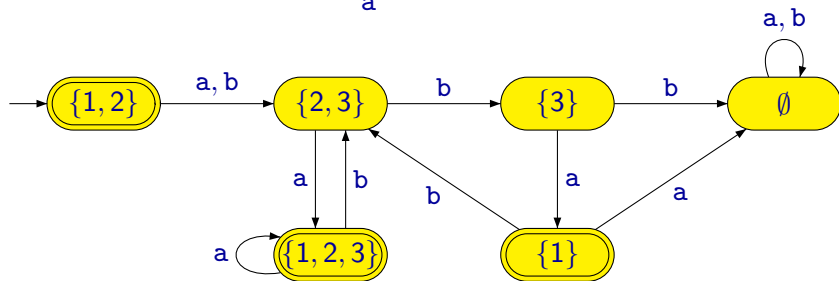 a
a, b
{1, 2} a, b {2, 3} b {3} b ∅
a b b a a
a {1, 2, 3} {1}